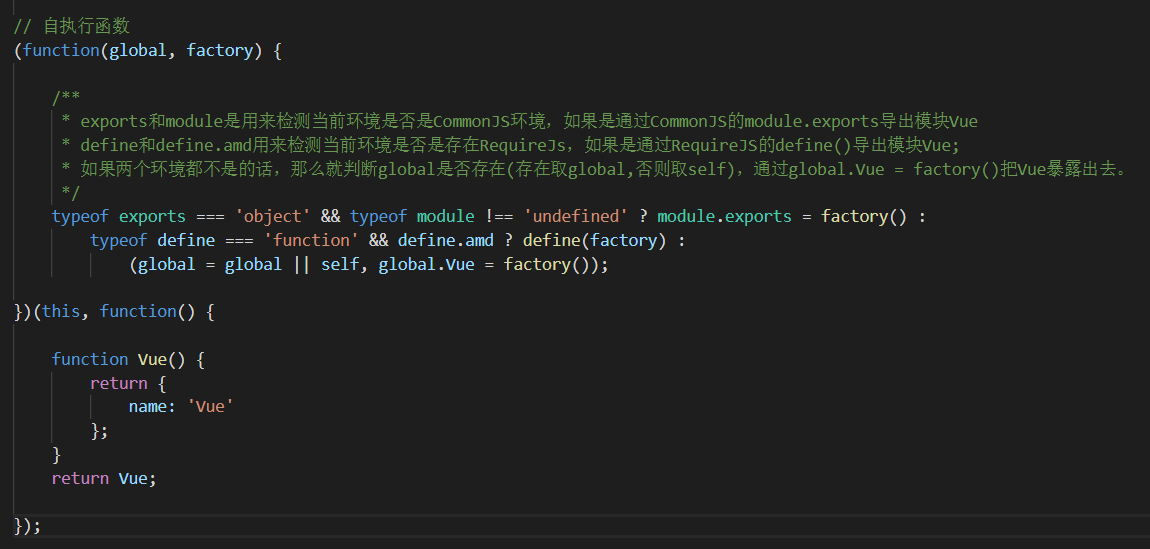 // 自执行函数
(function(global, factory) {
/**
* exports和module是用来检测当前环境是否是CommonJS环境，如果是通过CommonJS的module.exports导出模块Vue
* define和define.amd用来检测当前环境是否是存在RequireJs，如果是通过RequireJS的define()导出模块Vue;
* 如果两个环境都不是的话，那么就判断global是否存在(存在取global,否则取self)，通过global.Vue = factory()把Vue暴露出去。
*/
typeof exports === 'object' && typeof module !== 'undefined' ? module.exports = factory() :
typeof define === 'function' && define.amd ? define(factory) :
(global = global || self, global.Vue = factory());
})(this, function() {
function Vue() {
return {
name: 'Vue'
};
}
return Vue;
});